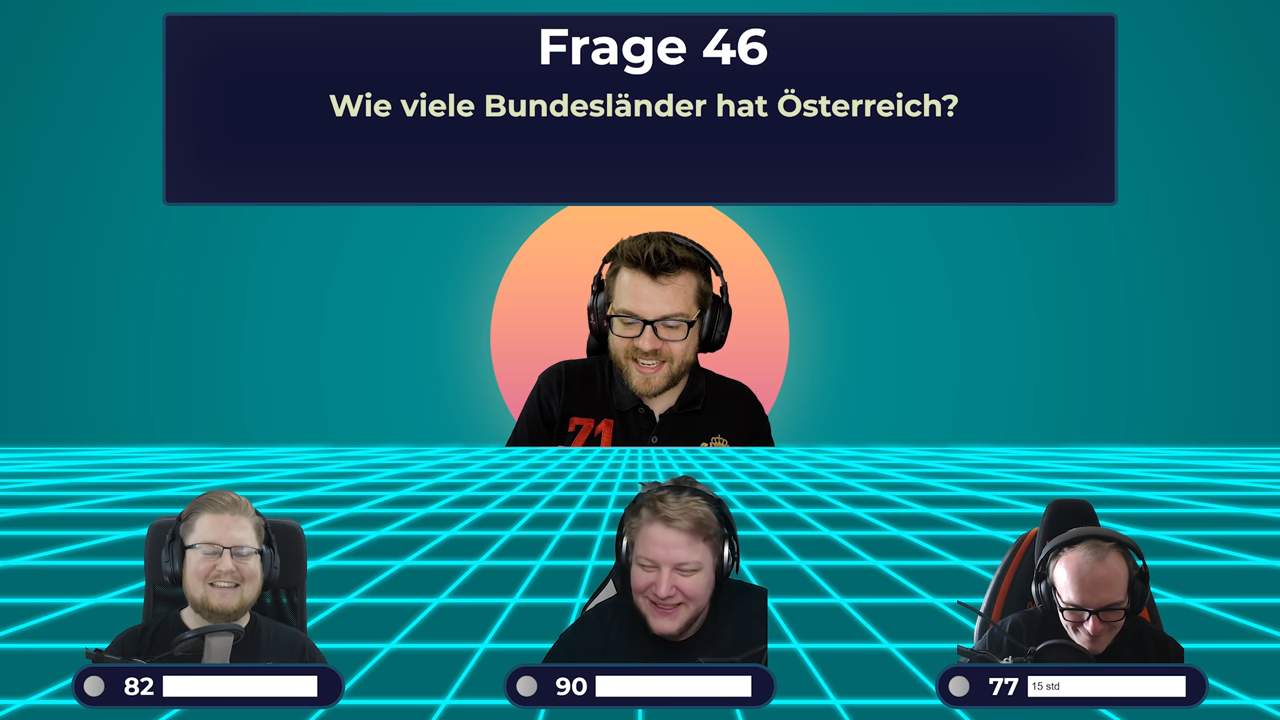 Frage 46
Wie viele Bundesländer hat Österreich?
71
82
90
77 15 std